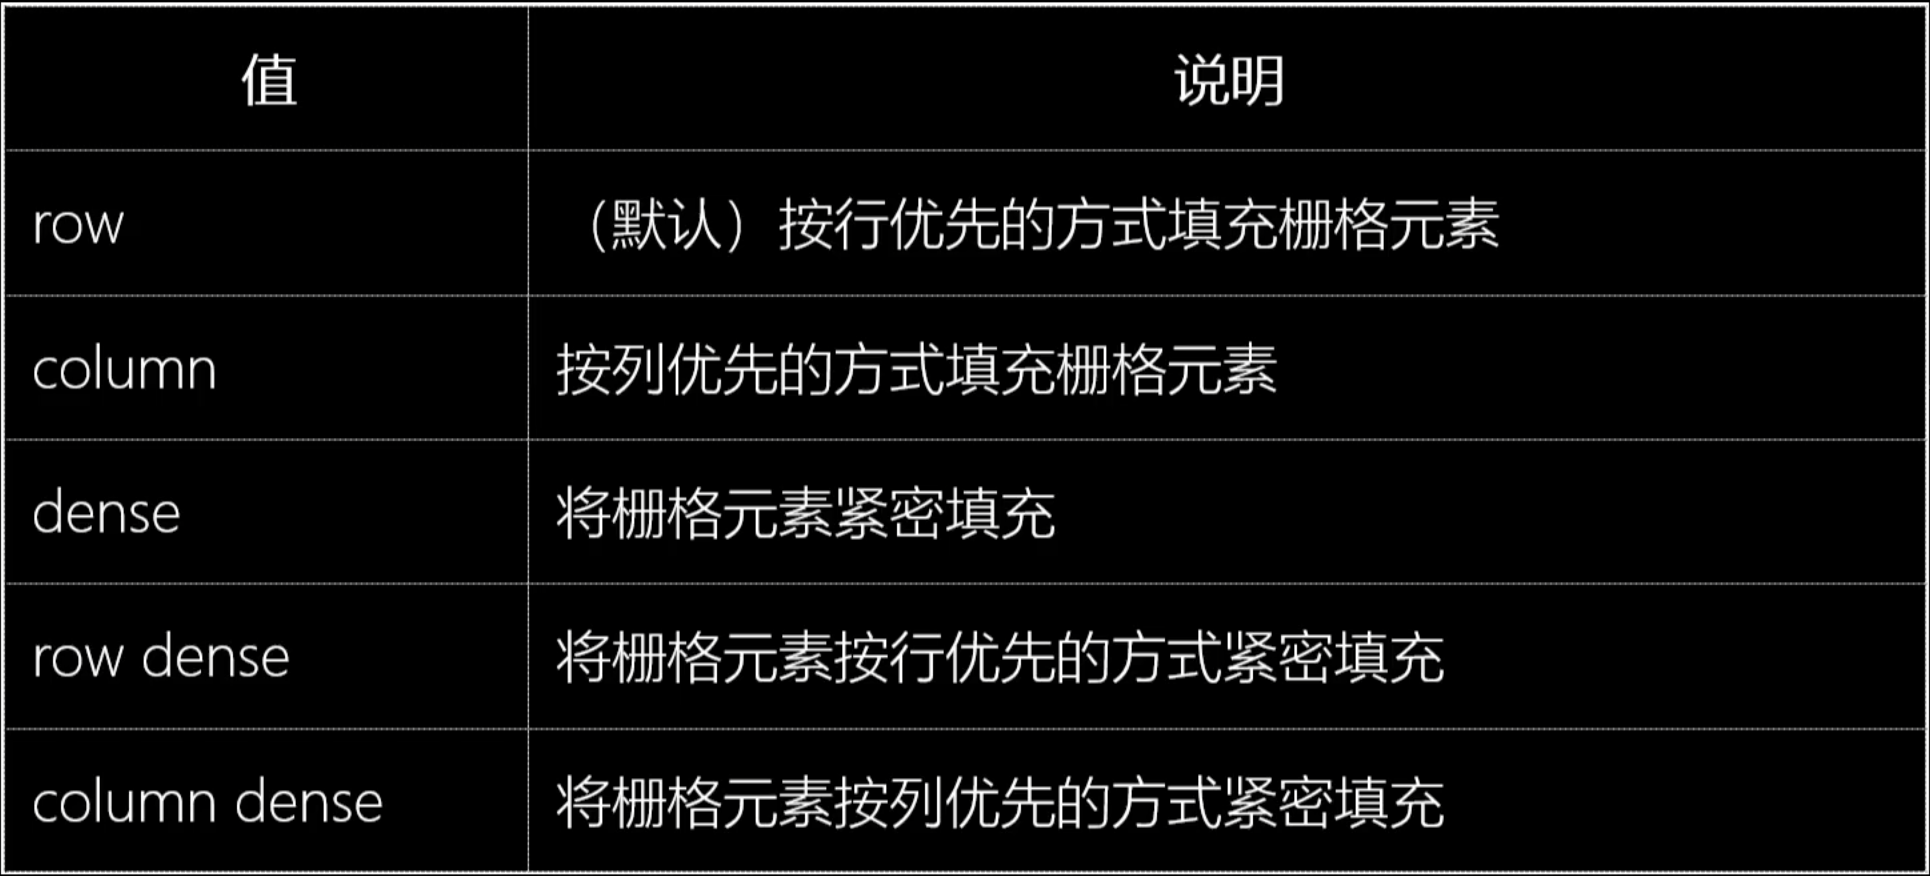 值 说明
row （默认）按行优先的方式填充栅格元素
column 按列优先的方式填充栅格元素
dense 将栅格元素紧密填充
row dense 将栅格元素按行优先的方式紧密填充
column dense 将栅格元素按列优先的方式紧密填充